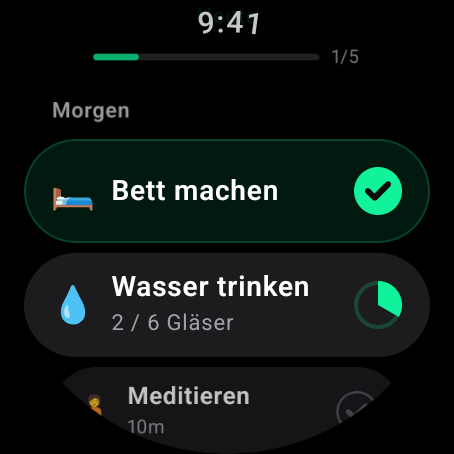 9:41
1/5
Morgen
Bett machen
Wasser trinken
2 / 6 Gläser
Meditieren
10m